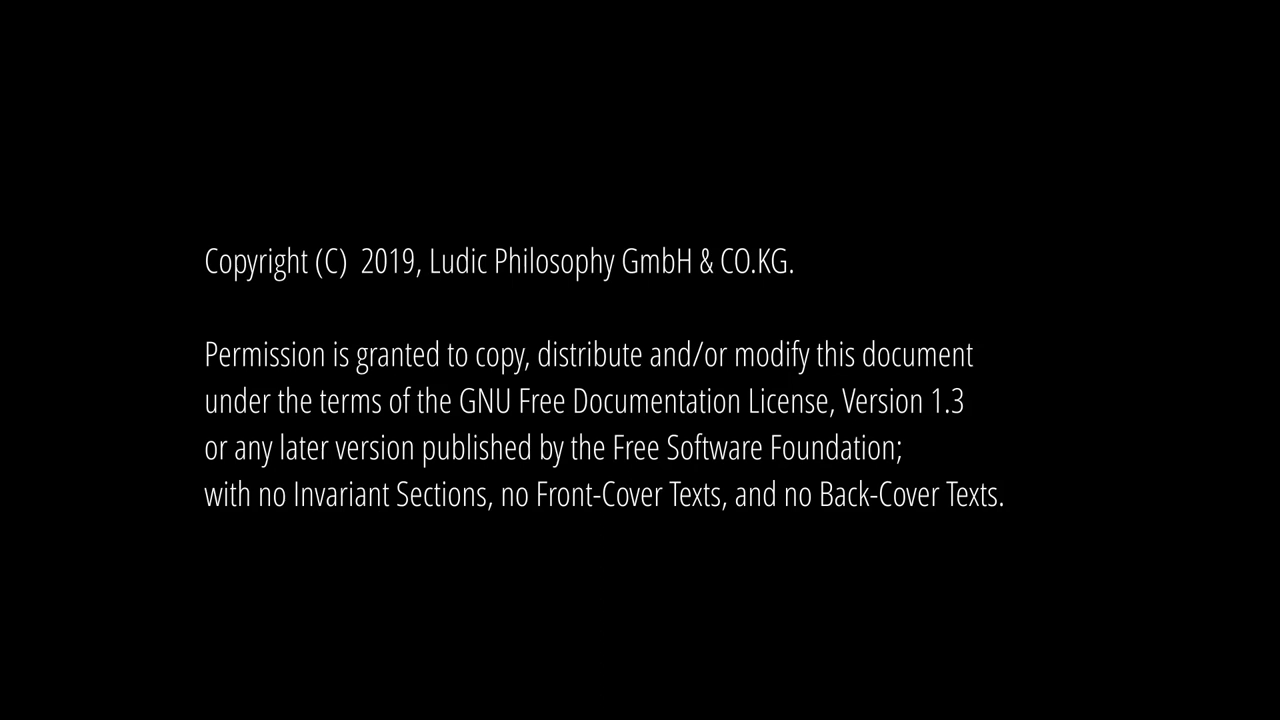 Copyright (C)  2019, Ludic Philosophy GmbH & CO.KG.
Permission is granted to copy, distribute and/or modify this document
under the terms of the GNU Free Documentation License, Version 1.3
or any later version published by the Free Software Foundation;
with no Invariant Sections, no Front-Cover Texts, and no Back-Cover Texts.